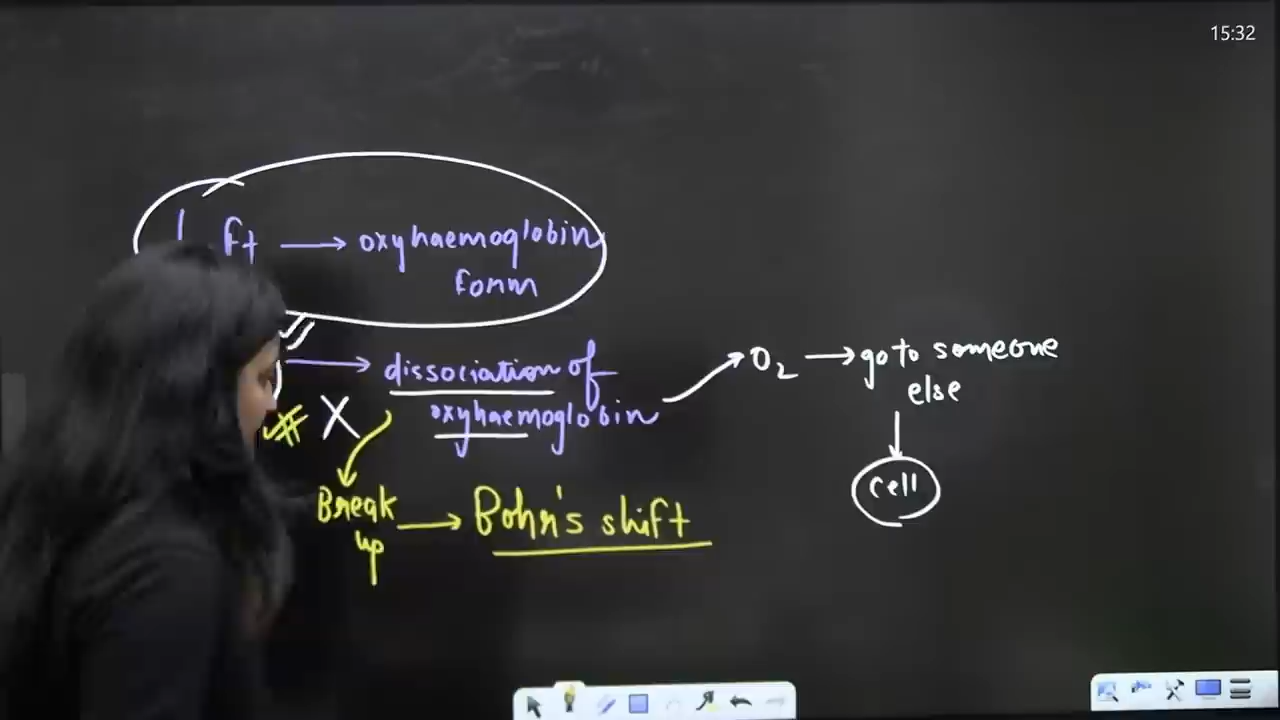 15:32
ft → oxyhaemoglobin
form
→ dissociation of
oxyhaemoglobin
→ O₂ → go to someone
else
cell
X
Break
up
→ Bohr's shift